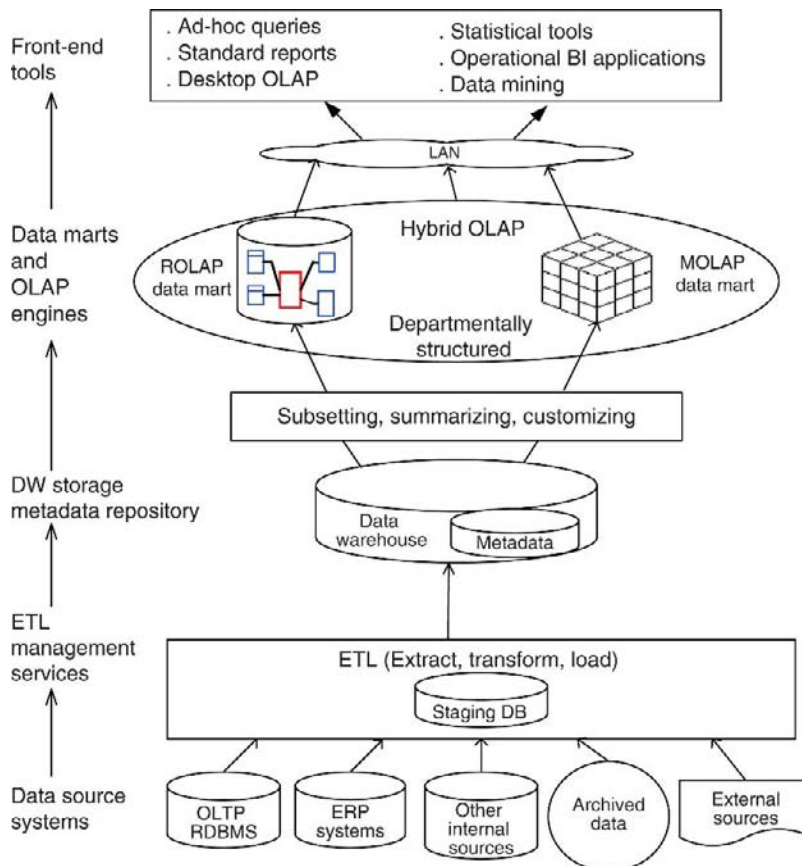 Front-end
tools
. Ad-hoc queries
. Standard reports
. Desktop OLAP
. Statistical tools
. Operational BI applications
. Data mining
LAN
Data marts
and
OLAP
engines
Hybrid OLAP
ROLAP
data mart
MOLAP
data mart
Departmentally
structured
Subsetting, summarizing, customizing
DW storage
metadata repository
Data
warehouse
Metadata
ETL
management
services
ETL (Extract, transform, load)
Staging DB
Data source
systems
OLTP
RDBMS
ERP
systems
Other
internal
sources
Archived
data
External
sources